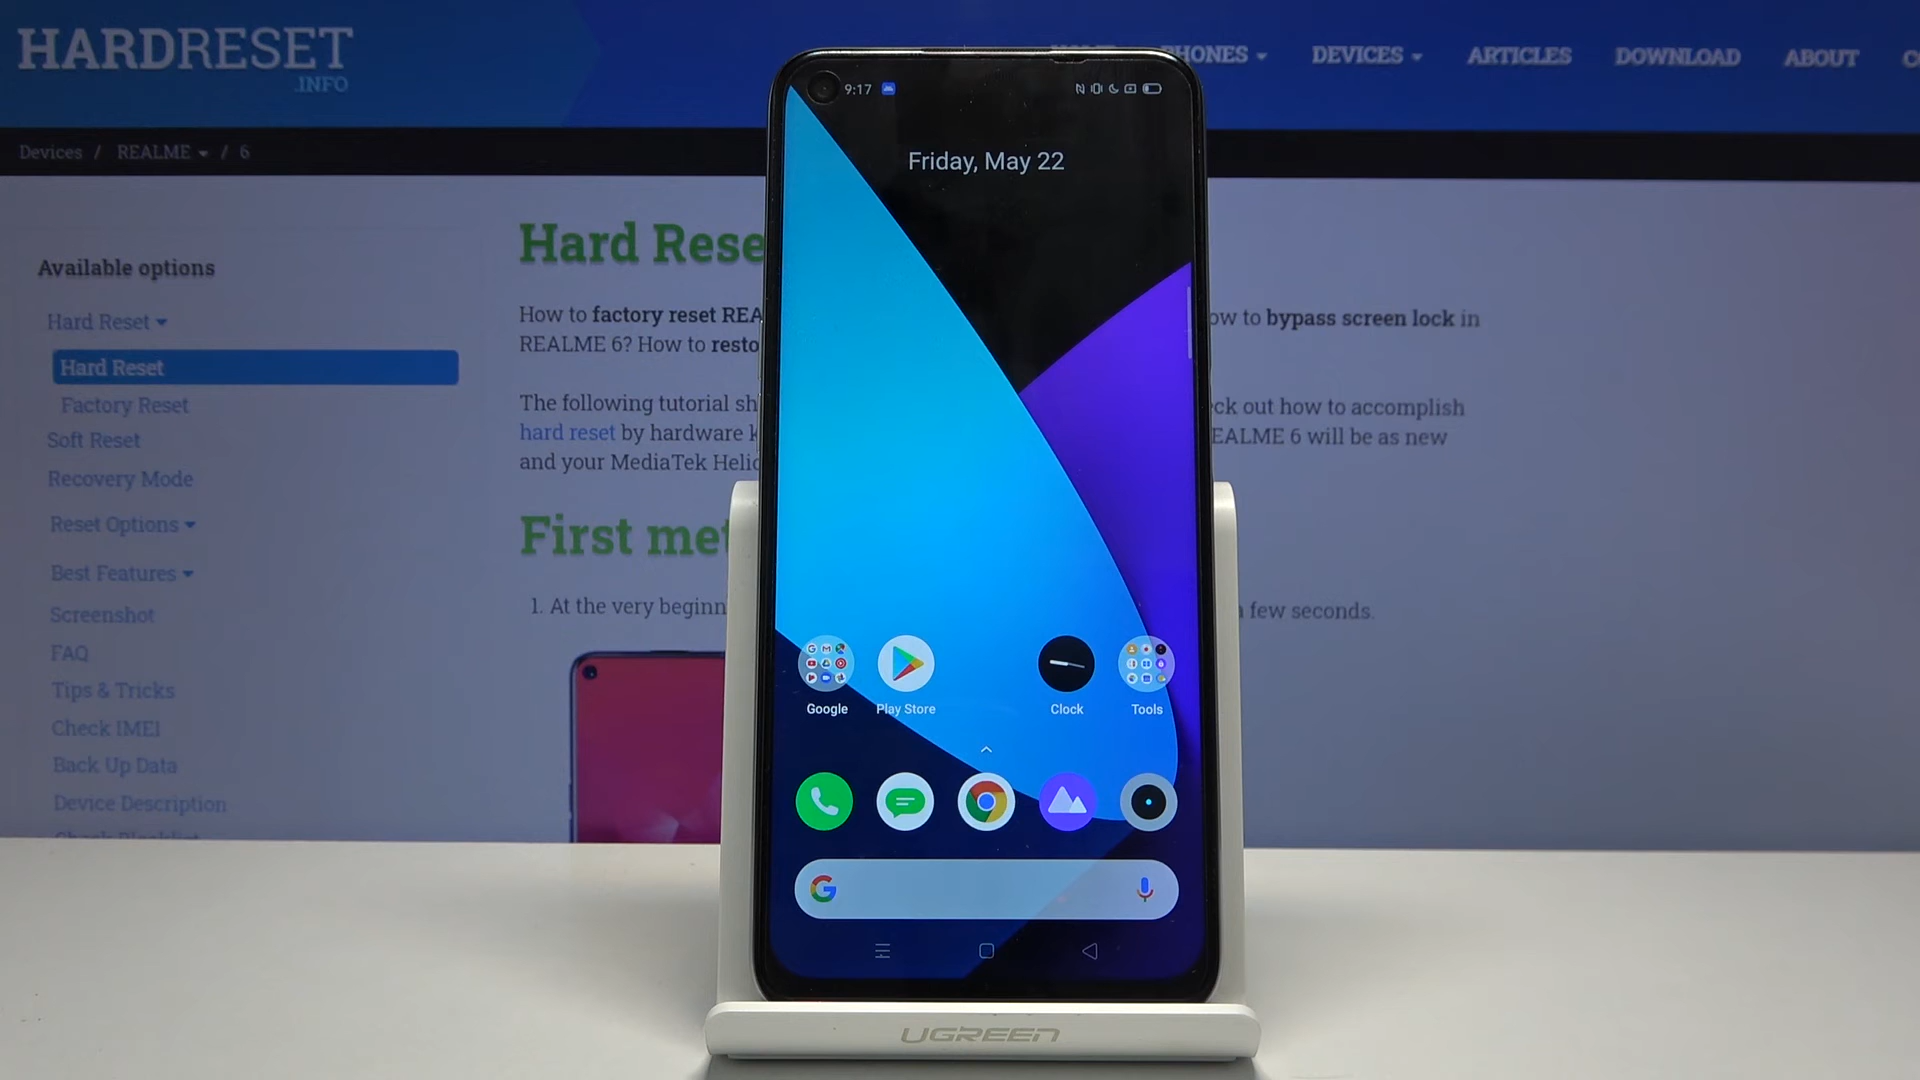 HARDRESET
.INFO
PHONES
DEVICES
ARTICLES
DOWNLOAD
ABOUT
Devices / REALME / 6
Available options
Hard Reset
Hard Reset
Factory Reset
Soft Reset
Recovery Mode
Reset Options
Best Features
Screenshot
FAQ
Tips & Tricks
Check IMEI
Back Up Data
Device Description
Hard Rese
How to factory reset REA
ow to bypass screen lock in
REALME 6? How to resto
The following tutorial sh
ck out how to accomplish
hard reset by hardware k
EALME 6 will be as new
and your MediaTek Helio
First met
1. At the very beginn
a few seconds.
9:17
Friday, May 22
Google
Play Store
Clock
Tools
UGREEN